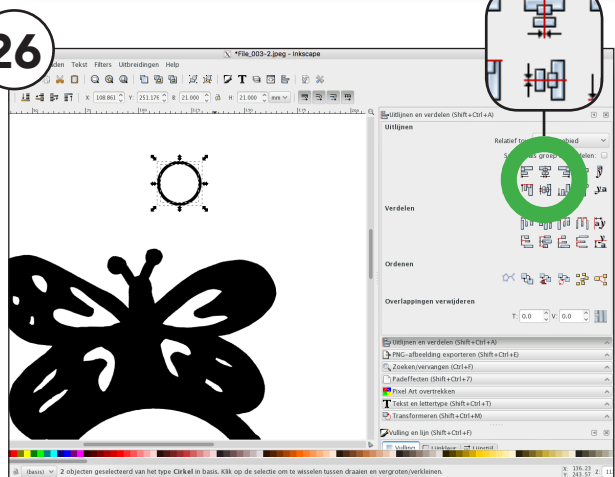 26
*File_003-2.jpeg - Inkscape
Tekst Filters Uitbreidingen Help
X: 108.861 Y: 251.176 B: 21.000 H: 21.000 mm
Uitlijnen en verdelen (Shift+Ctrl+A)
Uitlijnen
Verdelen
Ordenen
Overlappingen verwijderen
T: 0.0 V: 0.0
Uitlijnen en verdelen (Shift+Ctrl+A)
PNG-afbeelding exporteren (Shift+Ctrl+E)
Zoeken/vervangen (Ctrl+F)
Padeffecten (Shift+Ctrl+7)
Pixel Art overtrekken
Tekst en lettertype (Shift+Ctrl+T)
Transformeren (Shift+Ctrl+M)
Vulling en lijn (Shift+Ctrl+F)
Vulling Lijnkleur Lijnstijl
(basis) 2 objecten geselecteerd van het type Cirkel in basis. Klik op de selectie om te wisselen tussen draaien en vergroten/verkleinen.
X: 116.23
Y: 243.57
Z: 11